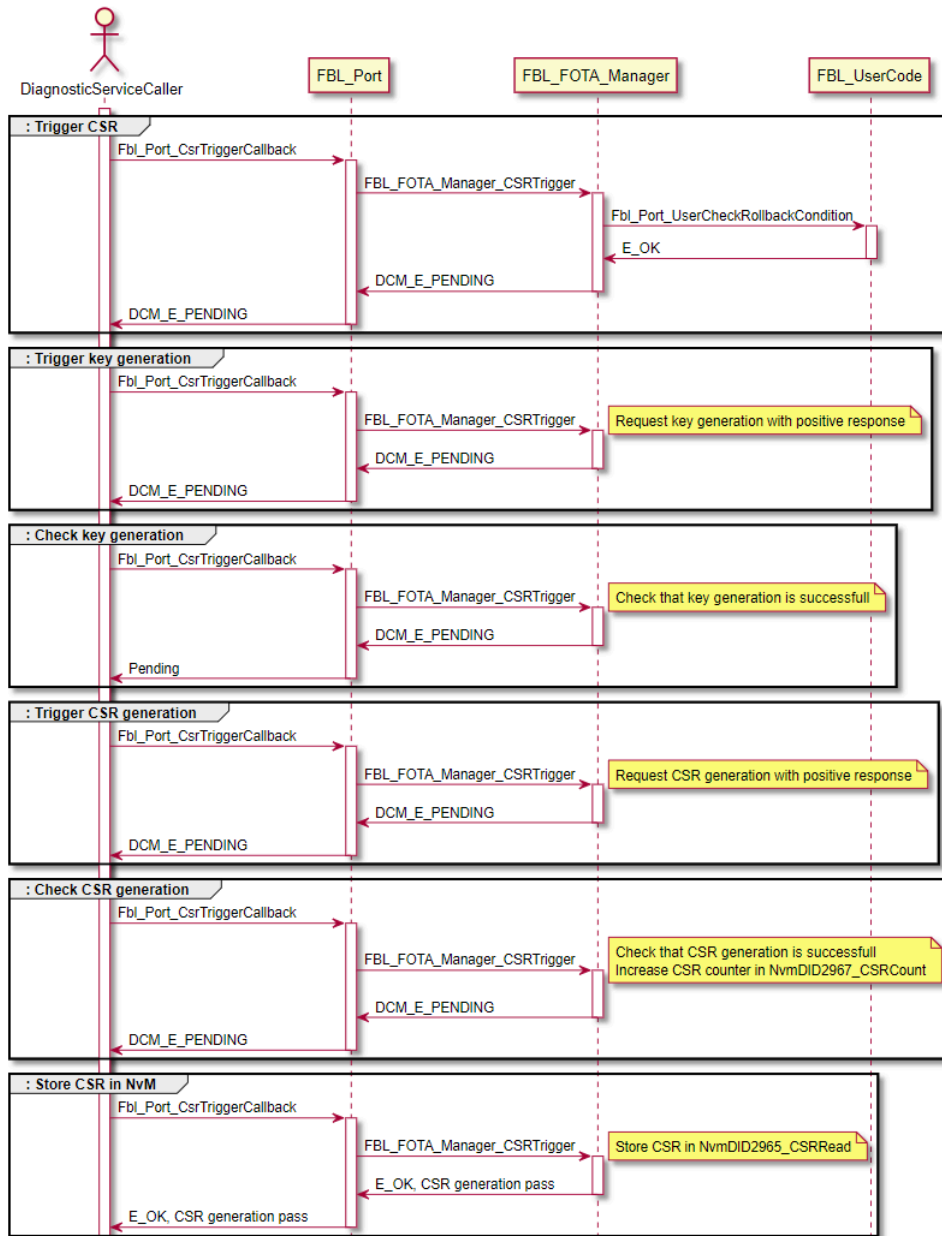 DiagnosticServiceCaller
FBL_Port
FBL_FOTA_Manager
FBL_UserCode
: Trigger CSR
Fbl_Port_CsrTriggerCallback
FBL_FOTA_Manager_CSRTrigger
Fbl_Port_UserCheckRollbackCondition
E_OK
DCM_E_PENDING
DCM_E_PENDING
: Trigger key generation
Fbl_Port_CsrTriggerCallback
FBL_FOTA_Manager_CSRTrigger
Request key generation with positive response
DCM_E_PENDING
DCM_E_PENDING
: Check key generation
Fbl_Port_CsrTriggerCallback
FBL_FOTA_Manager_CSRTrigger
Check that key generation is successfull
DCM_E_PENDING
Pending
: Trigger CSR generation
Fbl_Port_CsrTriggerCallback
FBL_FOTA_Manager_CSRTrigger
Request CSR generation with positive response
DCM_E_PENDING
DCM_E_PENDING
: Check CSR generation
Fbl_Port_CsrTriggerCallback
FBL_FOTA_Manager_CSRTrigger
Check that CSR generation is successfull
Increase CSR counter in NvmDID2967_CSRCount
DCM_E_PENDING
DCM_E_PENDING
: Store CSR in NvM
Fbl_Port_CsrTriggerCallback
FBL_FOTA_Manager_CSRTrigger
Store CSR in NvmDID2965_CSRRead
E_OK, CSR generation pass
E_OK, CSR generation pass